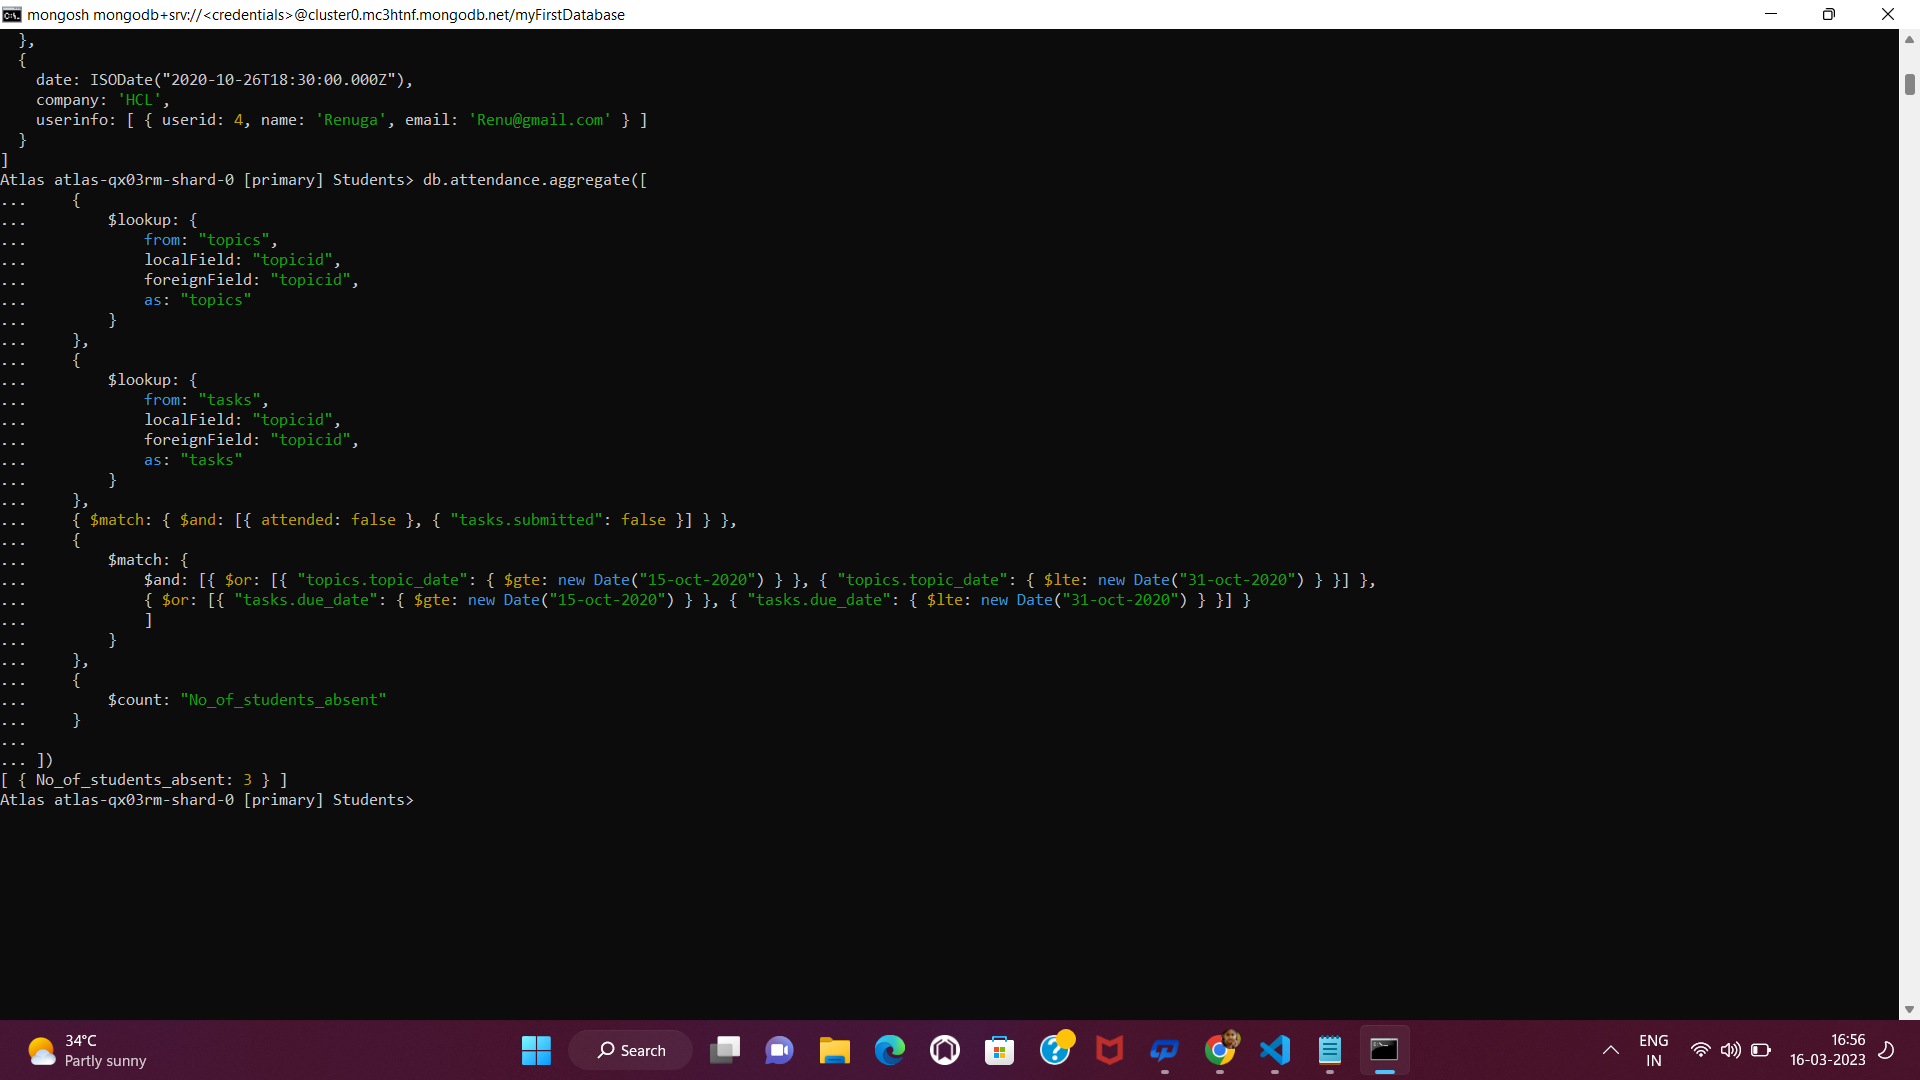 mongosh mongodb+srv://<credentials>@cluster0.mc3htnf.mongodb.net/myFirstDatabase
  },
  {
    date: ISODate("2020-10-26T18:30:00.000Z"),
    company: 'HCL',
    userinfo: [ { userid: 4, name: 'Renuga', email: 'Renu@gmail.com' } ]
  }
]
Atlas atlas-qx03rm-shard-0 [primary] Students> db.attendance.aggregate([
...     {
...         $lookup: {
...             from: "topics",
...             localField: "topicid",
...             foreignField: "topicid",
...             as: "topics"
...         }
...     },
...     {
...         $lookup: {
...             from: "tasks",
...             localField: "topicid",
...             foreignField: "topicid",
...             as: "tasks"
...         }
...     },
...     { $match: { $and: [{ attended: false }, { "tasks.submitted": false }] } },
...     {
...         $match: {
...             $and: [{ $or: [{ "topics.topic_date": { $gte: new Date("15-oct-2020") } }, { "topics.topic_date": { $lte: new Date("31-oct-2020") } }] },
...             { $or: [{ "tasks.due_date": { $gte: new Date("15-oct-2020") } }, { "tasks.due_date": { $lte: new Date("31-oct-2020") } }] }
...             ]
...         }
...     },
...     {
...         $count: "No_of_students_absent"
...     }
...
... ])
[ { No_of_students_absent: 3 } ]
Atlas atlas-qx03rm-shard-0 [primary] Students>
34°C
Partly sunny
Search
ENG
IN
16:56
16-03-2023